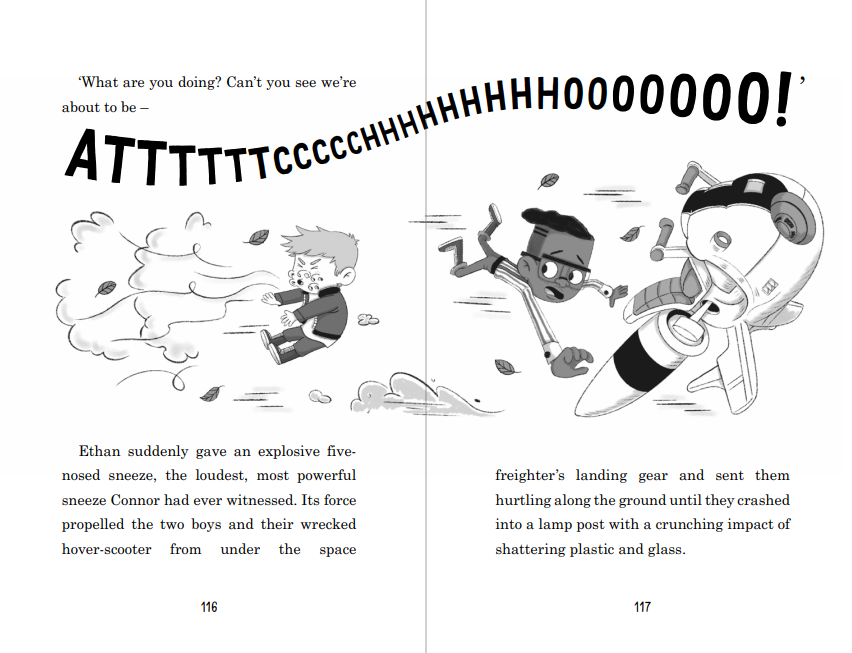 ‘What are you doing? Can’t you see we’re
about to be –
ATTTTTTTCCCCCHHHHHHHHHHOOOOOOOO!’
Ethan suddenly gave an explosive five-
nosed sneeze, the loudest, most powerful
sneeze Connor had ever witnessed. Its force
propelled the two boys and their wrecked
hover-scooter from under the space
116
freighter’s landing gear and sent them
hurtling along the ground until they crashed
into a lamp post with a crunching impact of
shattering plastic and glass.
117